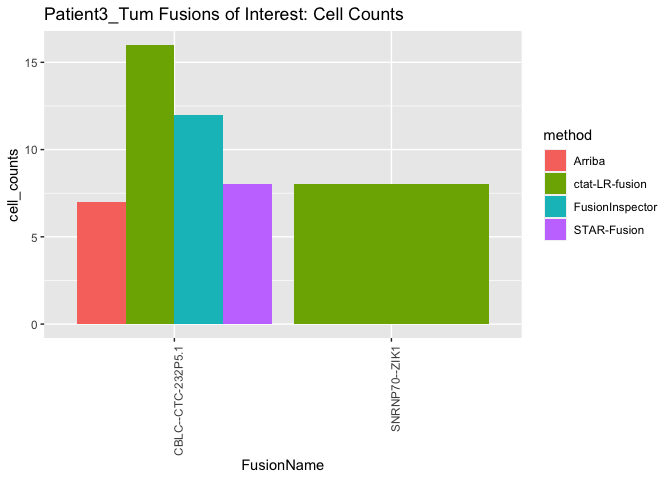 Patient3_Tum Fusions of Interest: Cell Counts
15
10
5
0
cell_counts
CBLC--CTC-232P5.1
SNRNP70--ZIK1
FusionName
method
Arriba
ctat-LR-fusion
FusionInspector
STAR-Fusion